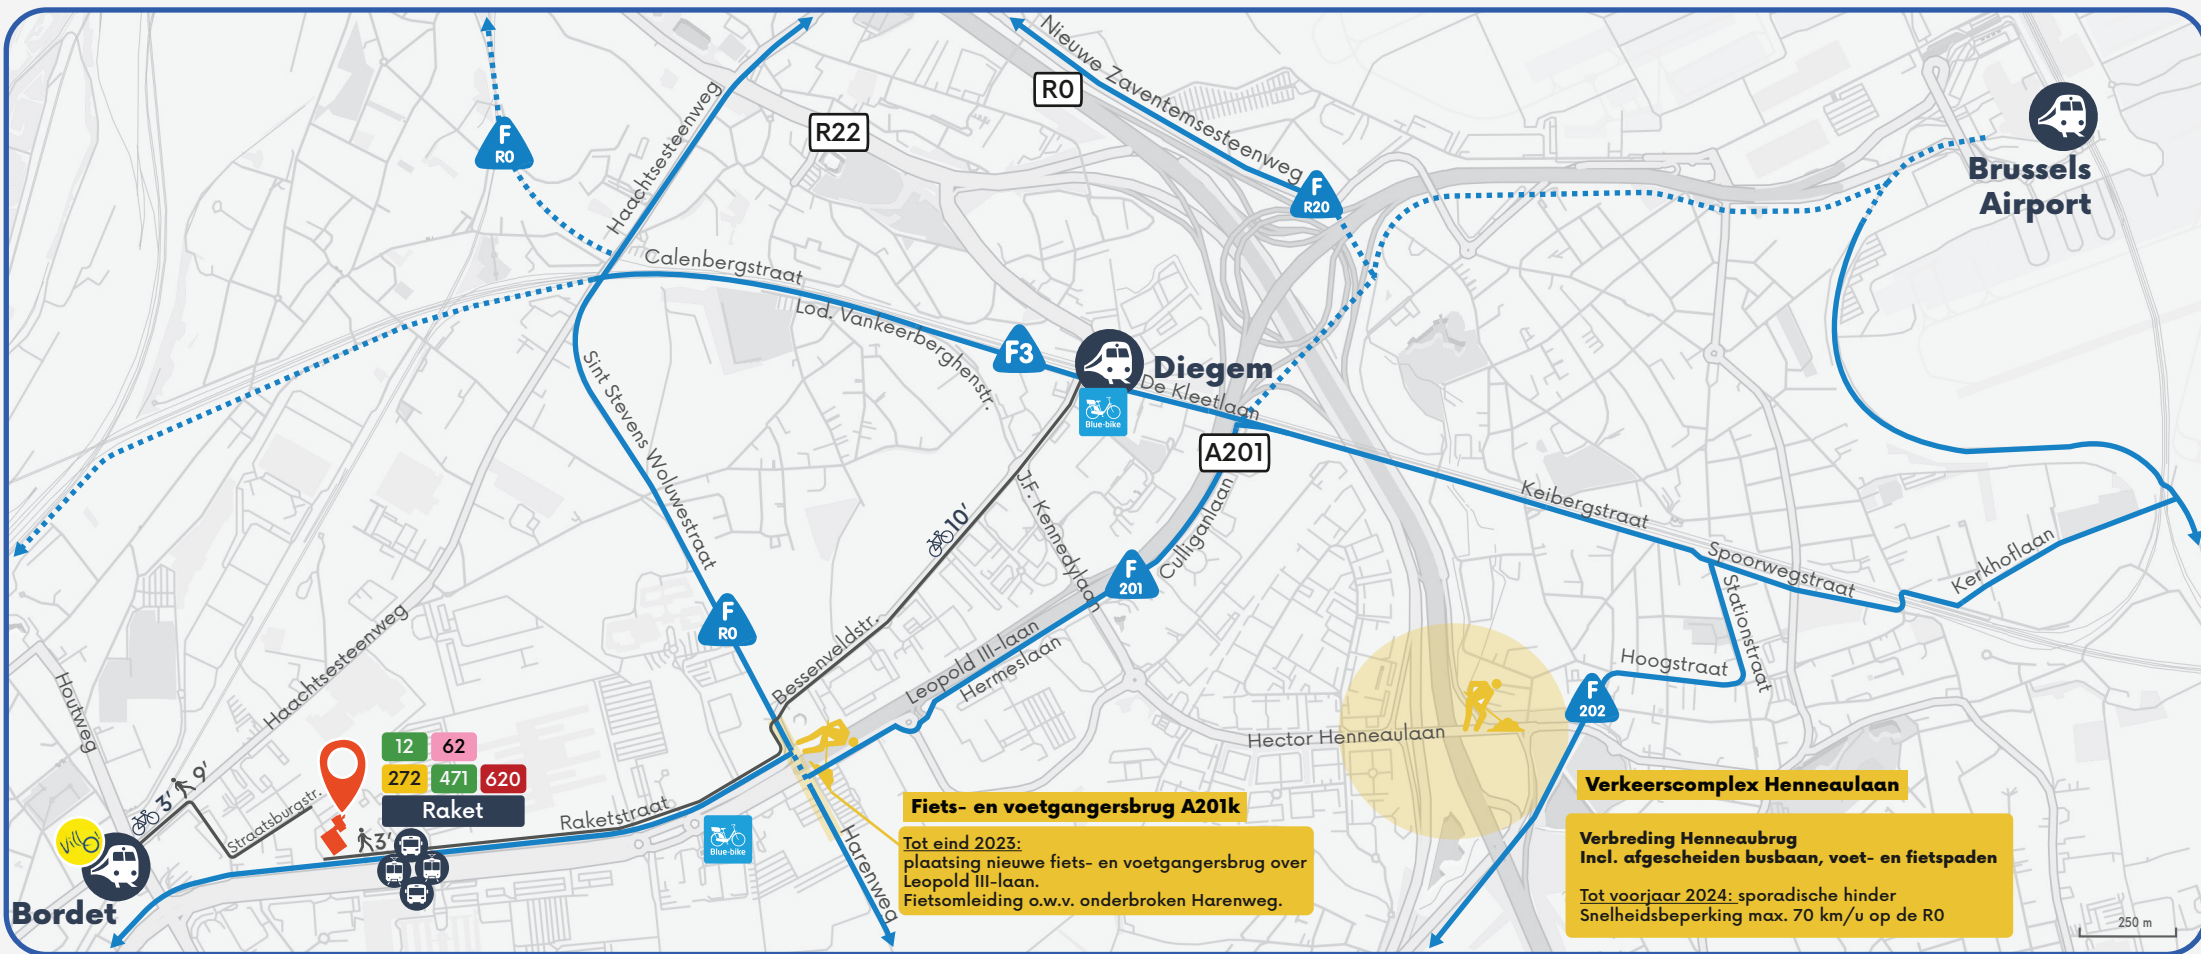 Nieuwe Zaventemsesteenweg
R0
R22
F
R0
Haachtsesteenweg
F
R20
Brussels
Airport
Calenbergstraat
Lod. Vankeerberghenstr.
F3
Diegem
De Kleetlaan
Blue-bike
A201
Sint Stevens Woluwestraat
J.F. Kennedylaan
10'
Culliganlaan
Keibergstraat
Spoorwegstraat
Kerkhoflaan
Stationstraat
F
201
F
R0
Bessenveldstr.
Leopold III-laan
Hermeslaan
Hoogstraat
F
202
Hector Henneaulaan
Houtweg
Haachtsesteenweg
12
62
272
471
620
Raket
3'
9'
Straatsburgstr.
3'
Raketstraat
Blue-bike
Harenweg
villo!
Bordet
Fiets- en voetgangersbrug A201k
Tot eind 2023:
plaatsing nieuwe fiets- en voetgangersbrug over
Leopold III-laan.
Fietsomleiding o.w.v. onderbroken Harenweg.
Verkeerscomplex Henneaulaan
Verbreding Henneaubrug
Incl. afgescheiden busbaan, voet- en fietspaden
Tot voorjaar 2024: sporadische hinder
Snelheidsbeperking max. 70 km/u op de R0
250 m